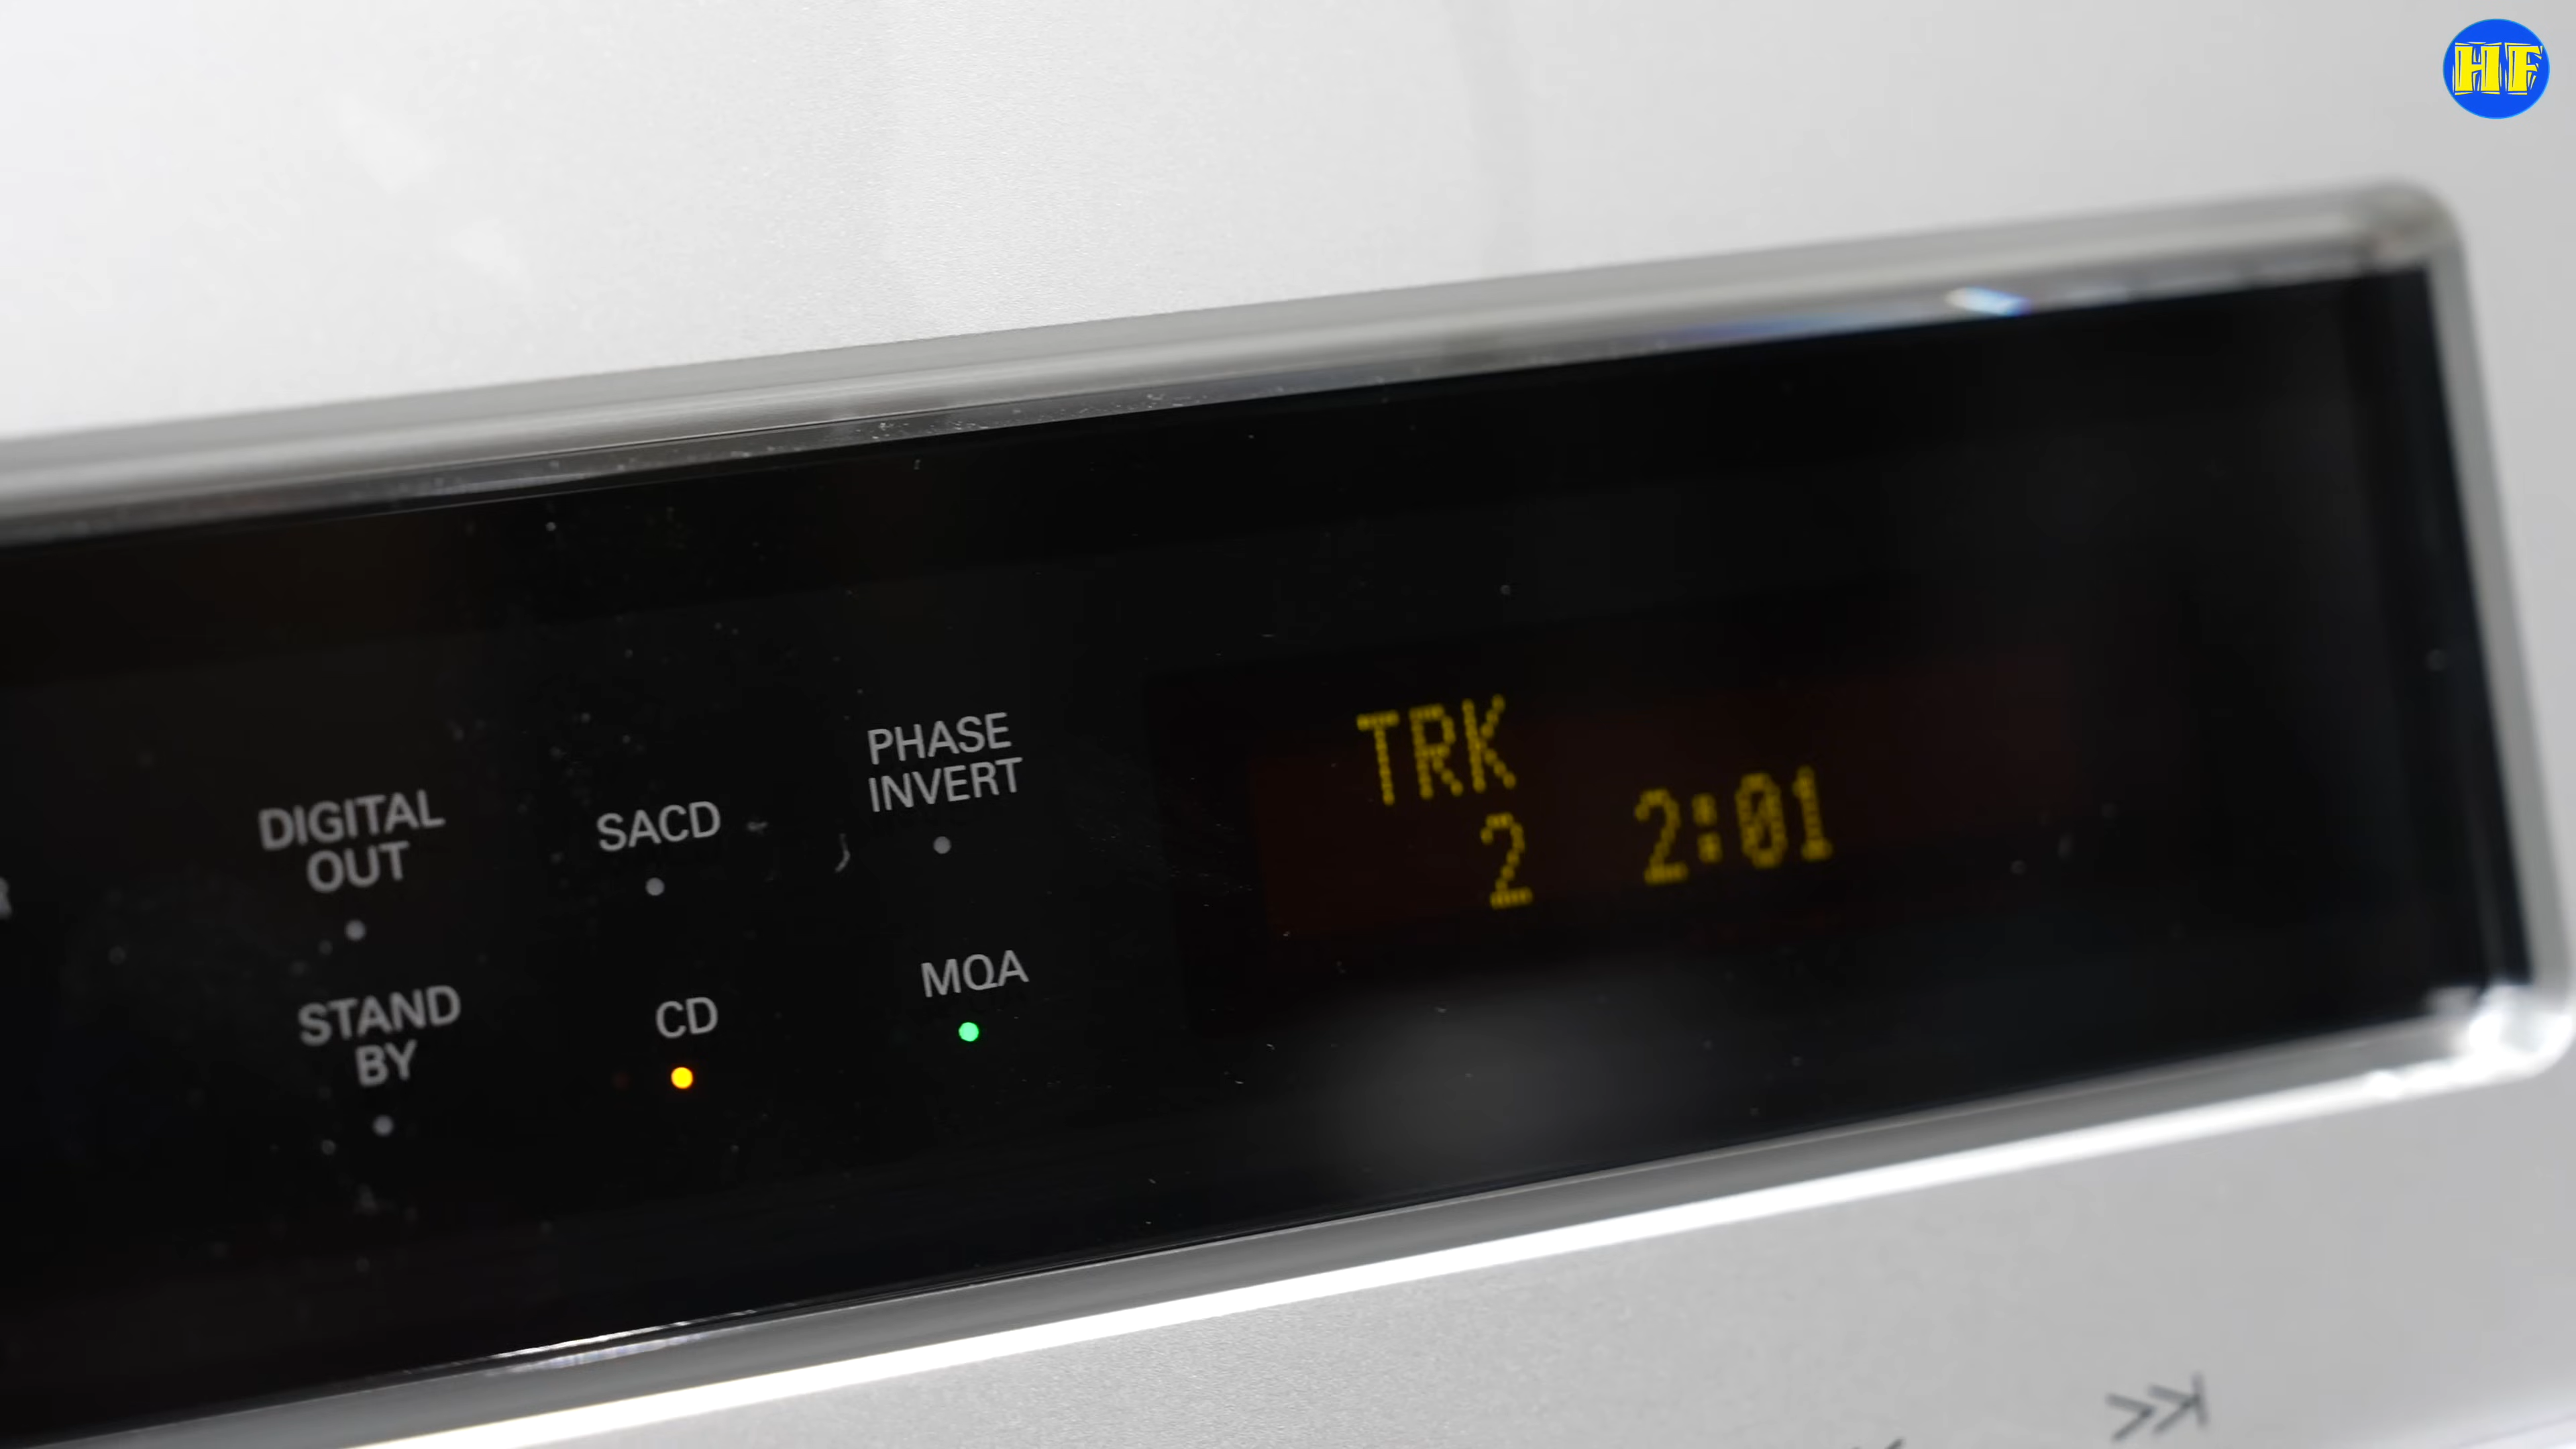 HF
PHASE
INVERT
DIGITAL
OUT
SACD
TRK
2 2:01
MQA
STAND
BY
CD